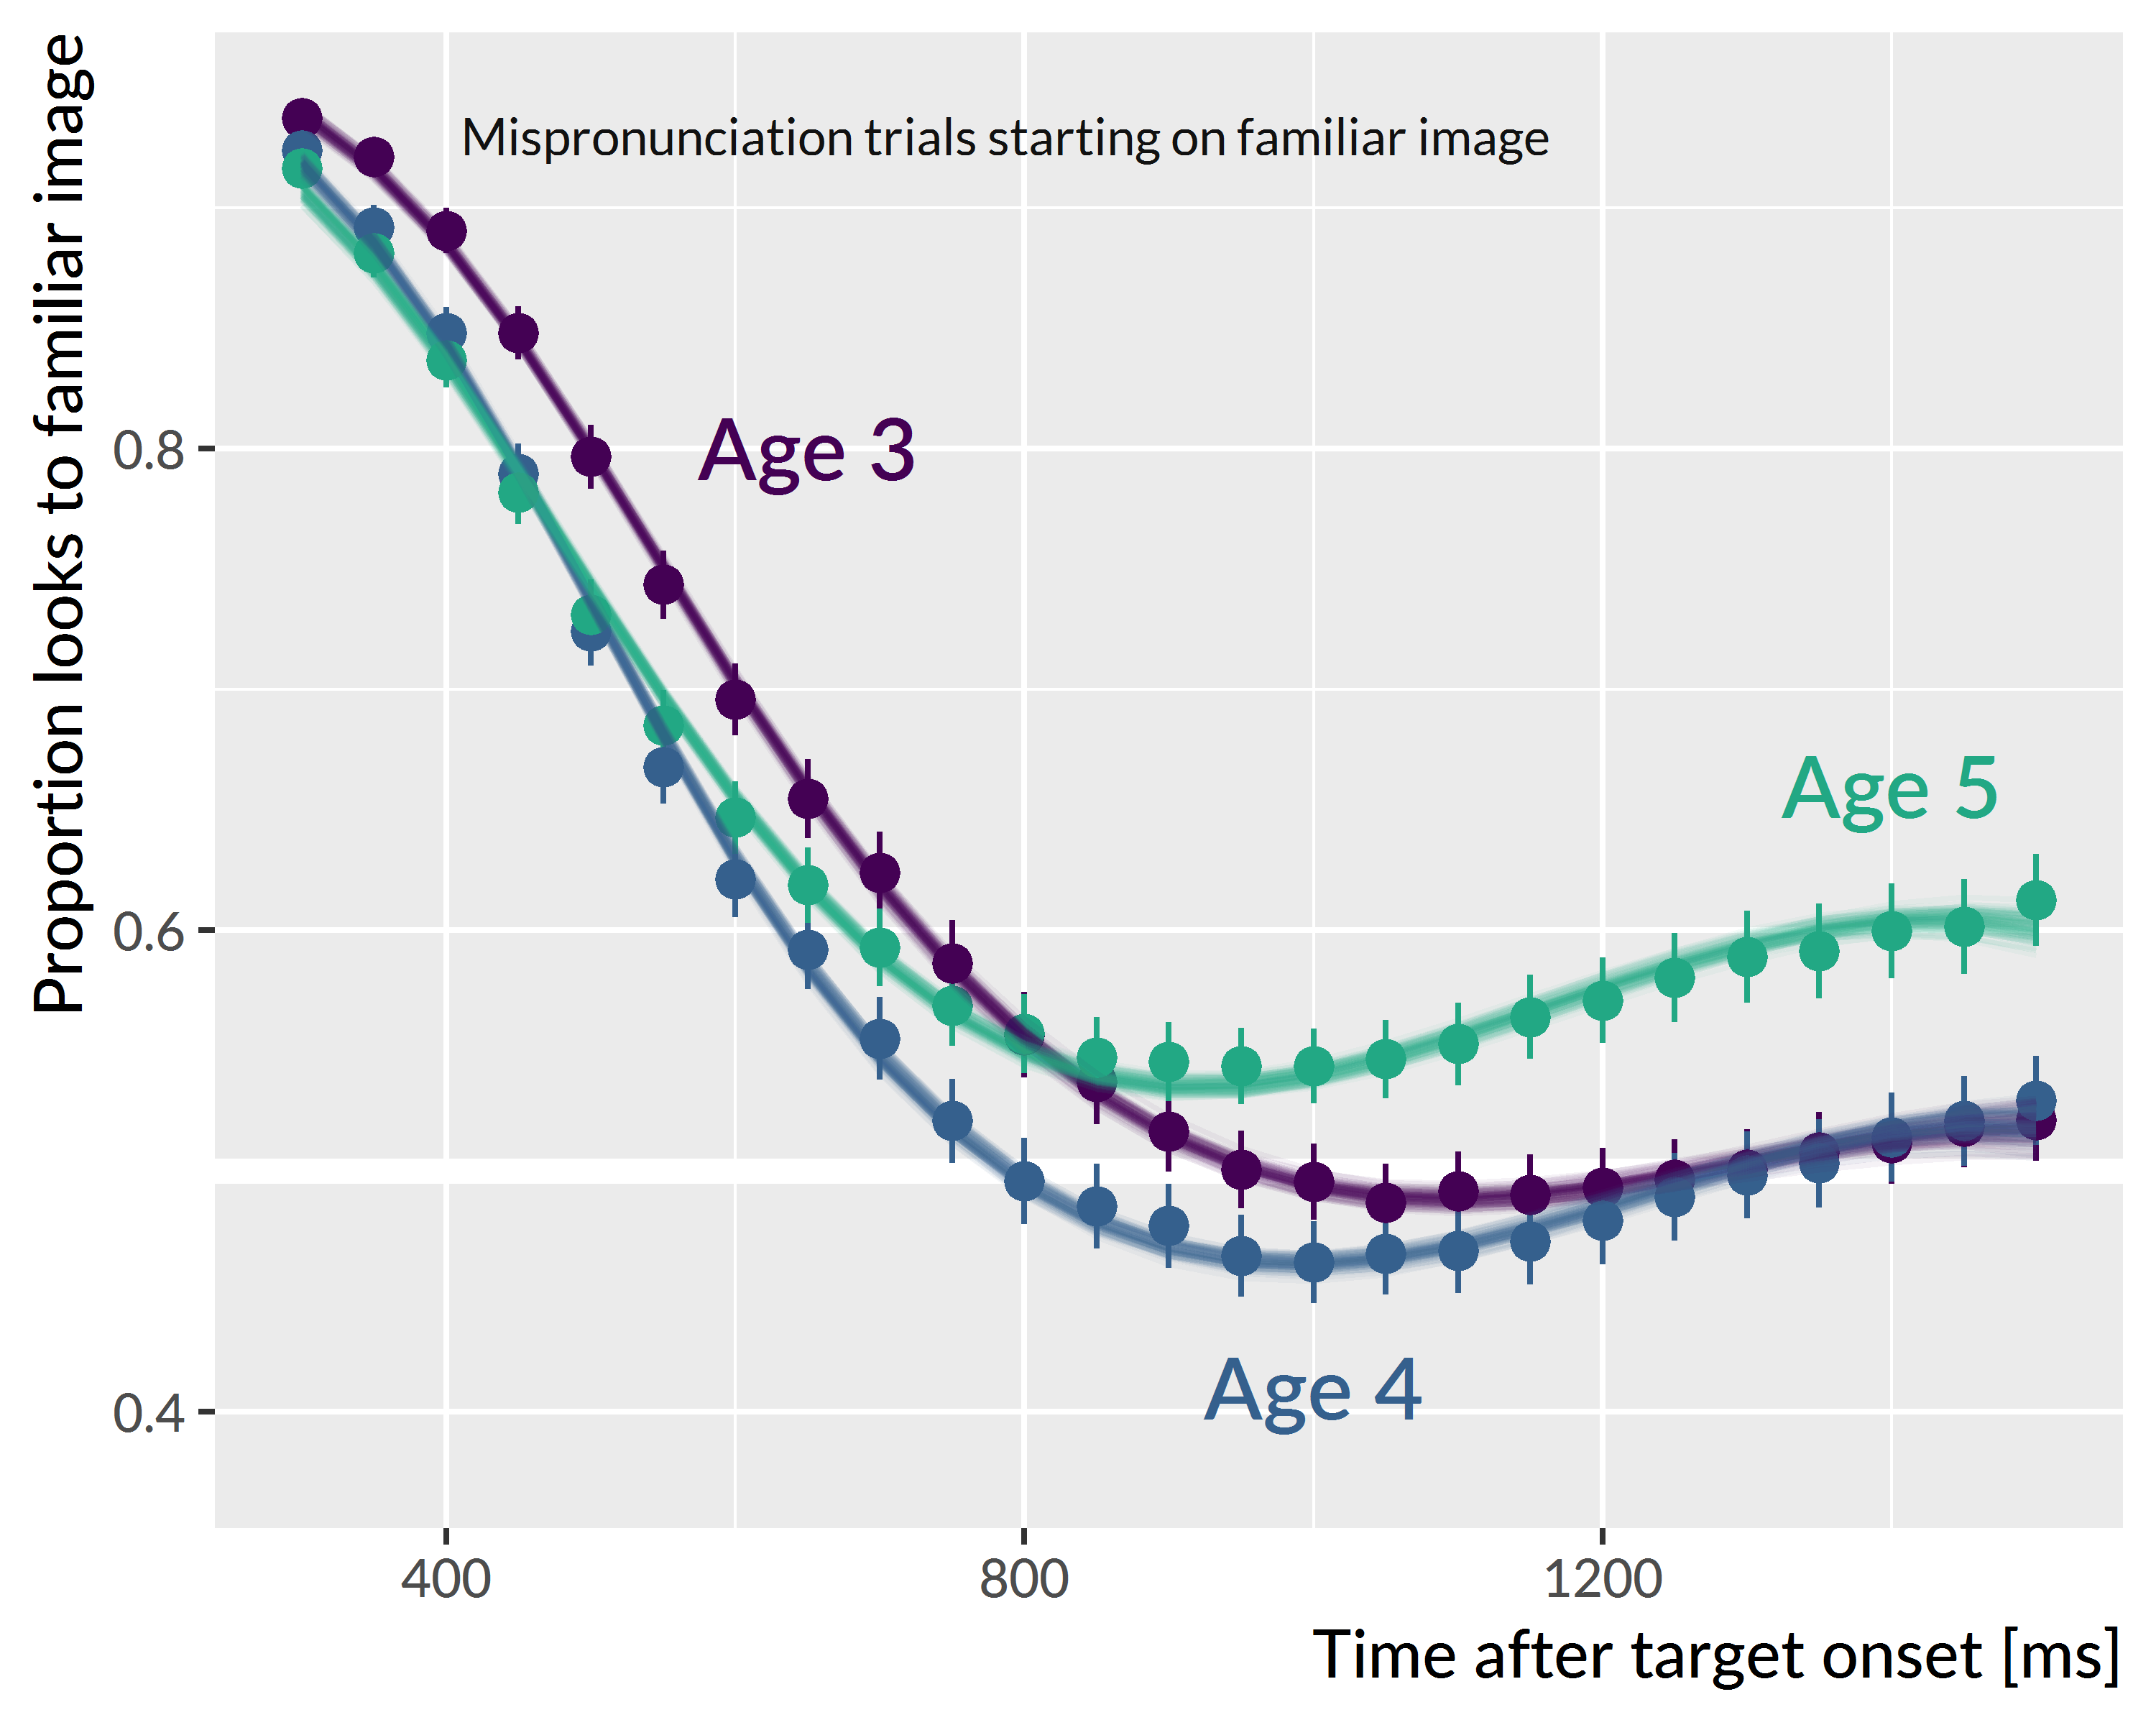 Proportion looks to familiar image
Mispronunciation trials starting on familiar image
Age 3
Age 5
Age 4
0.8
0.6
0.4
400
800
1200
Time after target onset [ms]